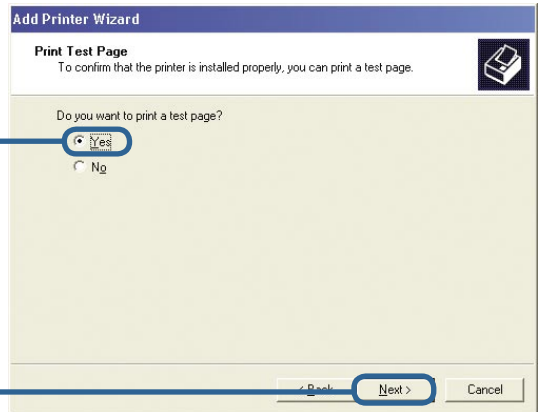 Add Printer Wizard
Print Test Page
To confirm that the printer is installed properly, you can print a test page.
Do you want to print a test page?
Yes
No
< Back Next > Cancel